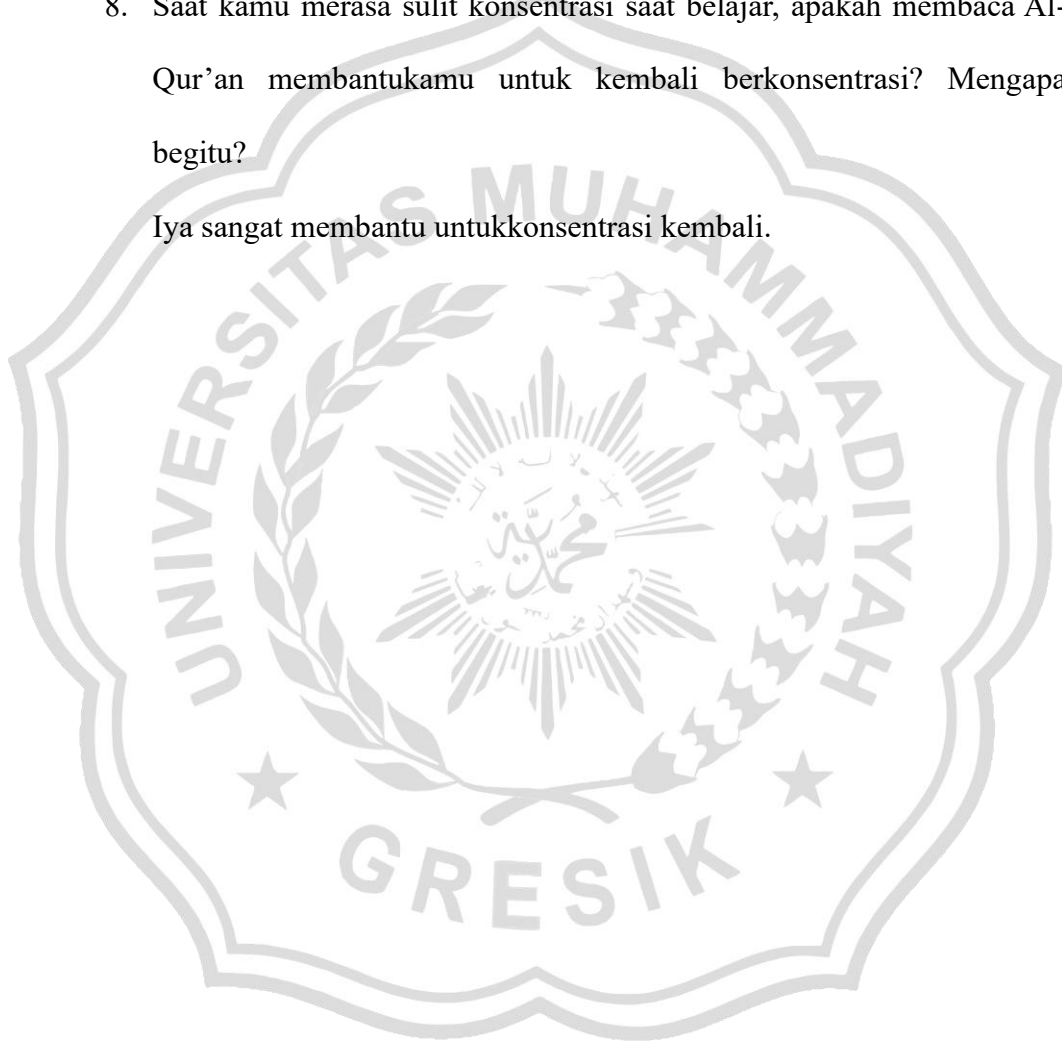 8. Saat kamu merasa sulit konsentrasi saat belajar, apakah membaca Al-
Qur’an membantukamu untuk kembali berkonsentrasi? Mengapa
begitu?
Iya sangat membantu untukkonsentrasi kembali.
UNIVERSITAS MUHAMMADIYAH
محمدية
GRESIK